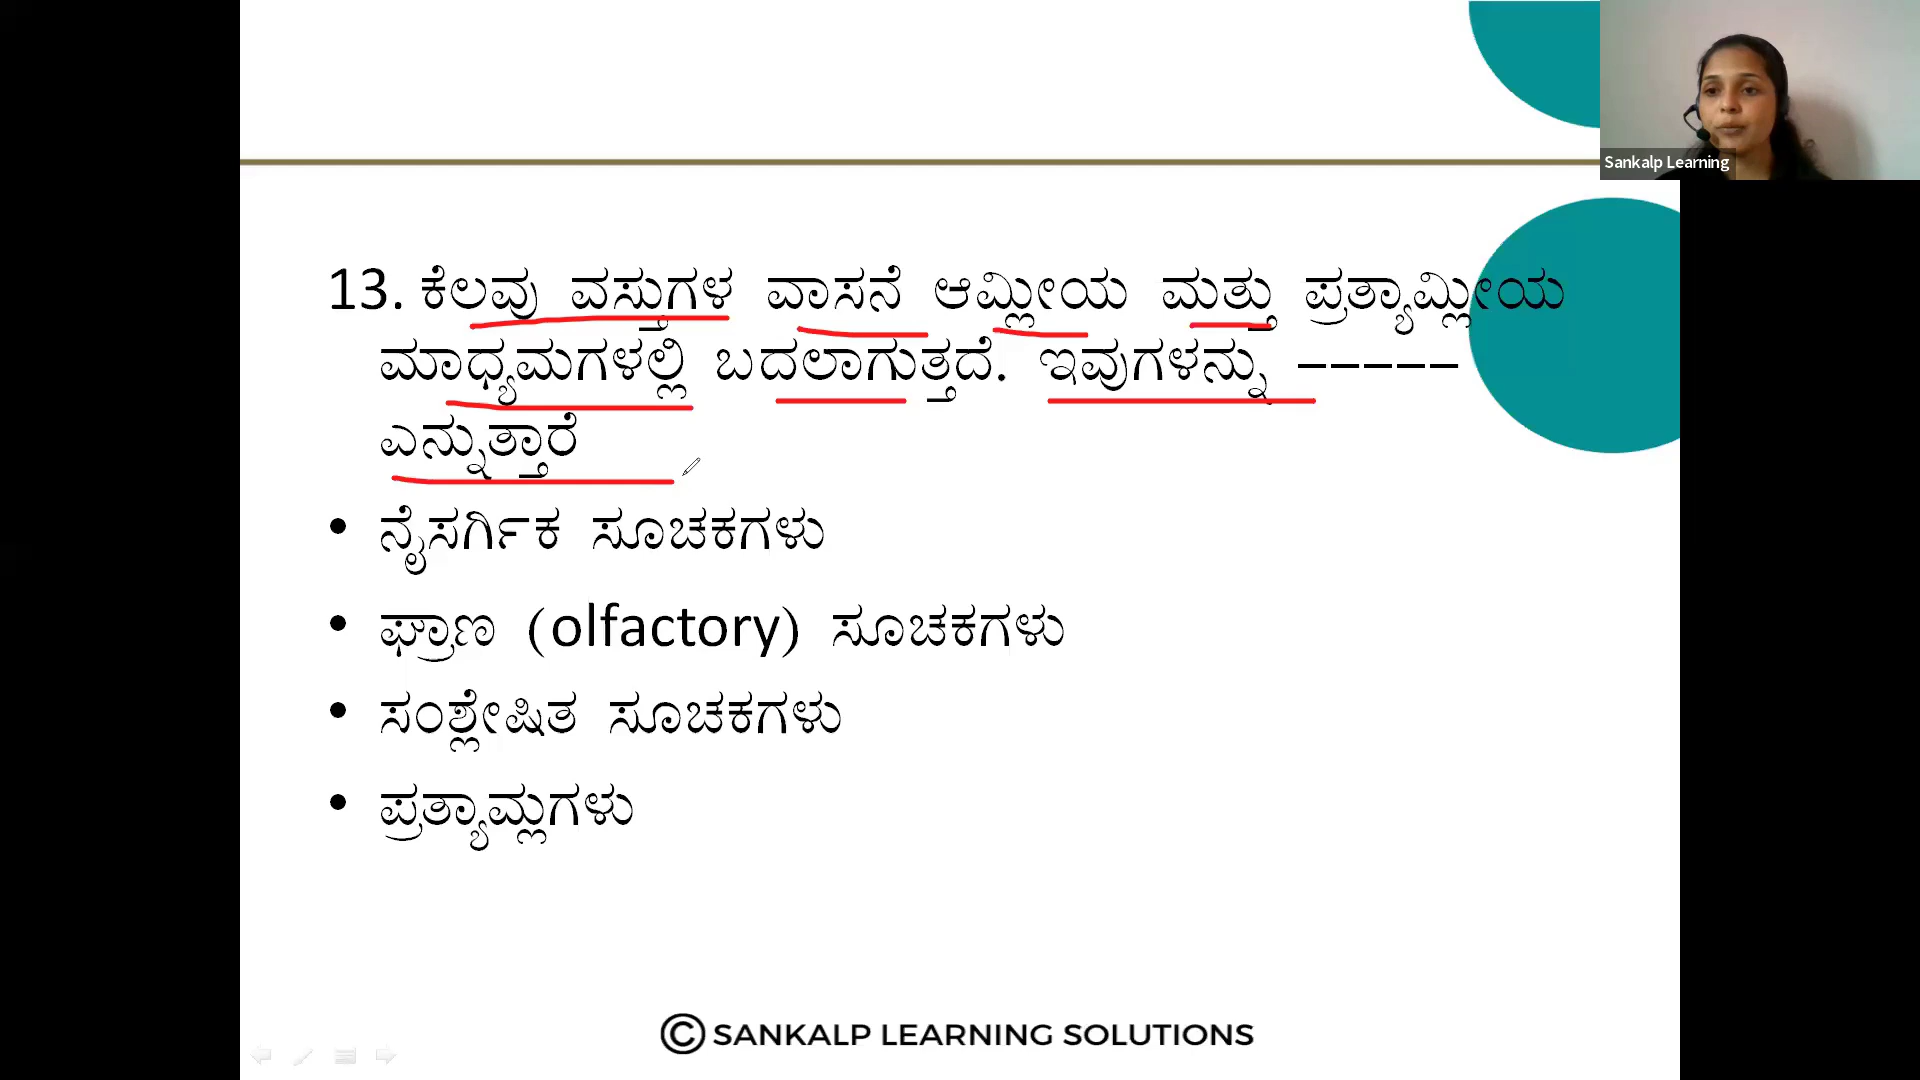 Sankalp Learning
13. ಕೆಲವು ವಸ್ತುಗಳ ವಾಸನೆ ಆಮ್ಲೀಯ ಮತ್ತು ಪ್ರತ್ಯಾಮ್ಲೀಯ
ಮಾಧ್ಯಮಗಳಲ್ಲಿ ಬದಲಾಗುತ್ತದೆ. ಇವುಗಳನ್ನು -----
ಎನ್ನುತ್ತಾರೆ
• ನೈಸರ್ಗಿಕ ಸೂಚಕಗಳು
• ಘ್ರಾಣ (olfactory) ಸೂಚಕಗಳು
• ಸಂಶ್ಲೇಷಿತ ಸೂಚಕಗಳು
• ಪ್ರತ್ಯಾಮ್ಲಗಳು
© SANKALP LEARNING SOLUTIONS